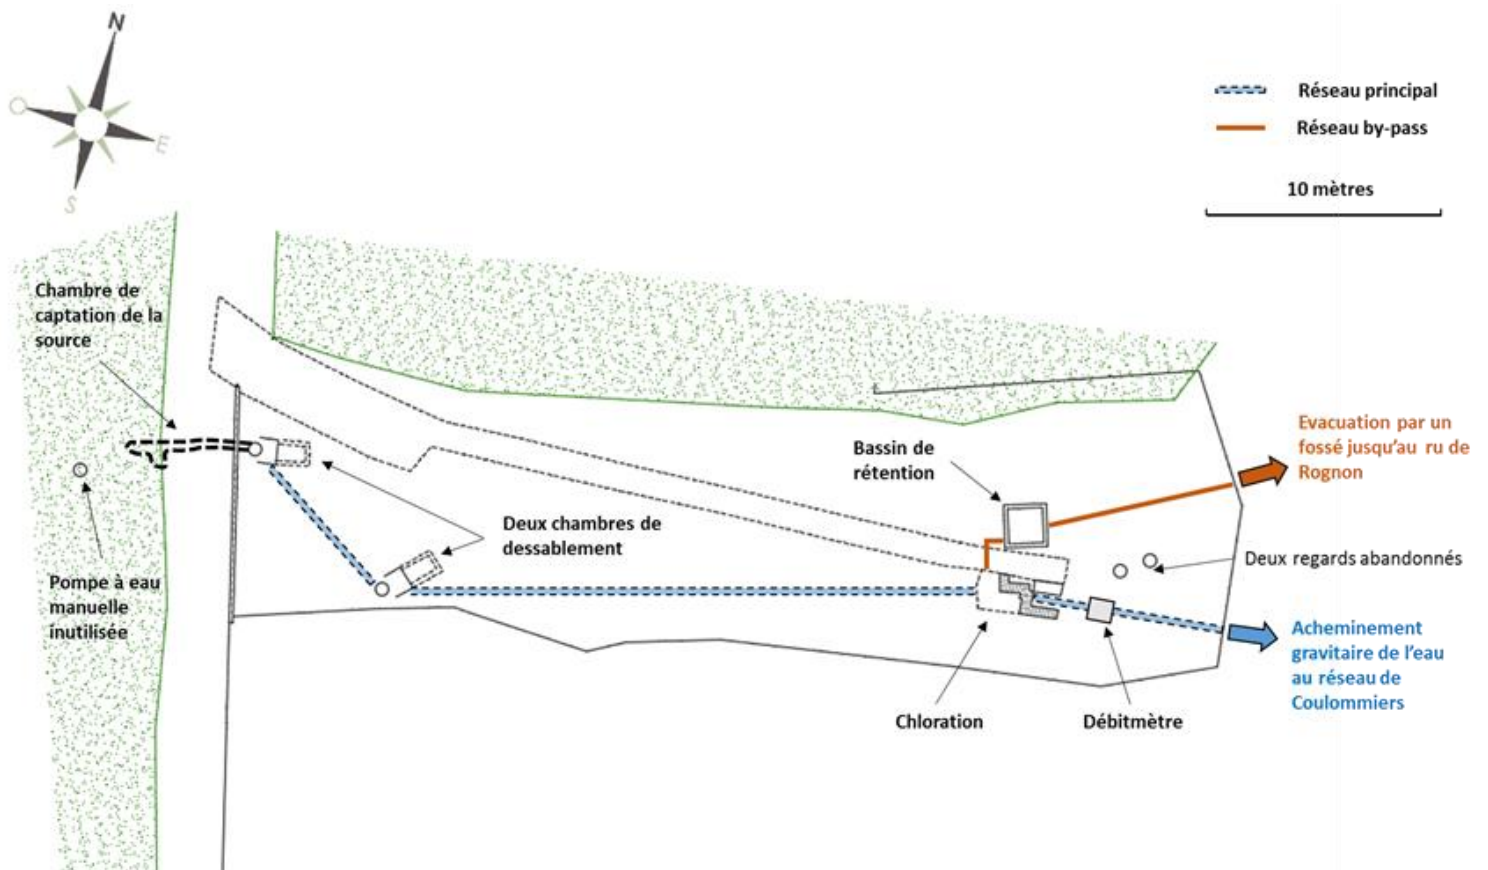 N
E
S
Réseau principal
Réseau by-pass
10 mètres
Chambre de
captation de la
source
Evacuation par un
fossé jusqu'au ru de
Rognon
Bassin de
rétention
Deux chambres de
dessablement
Deux regards abandonnés
Pompe à eau
manuelle
inutilisée
Acheminement
gravitaire de l'eau
au réseau de
Coulommiers
Chloration
Débitmètre